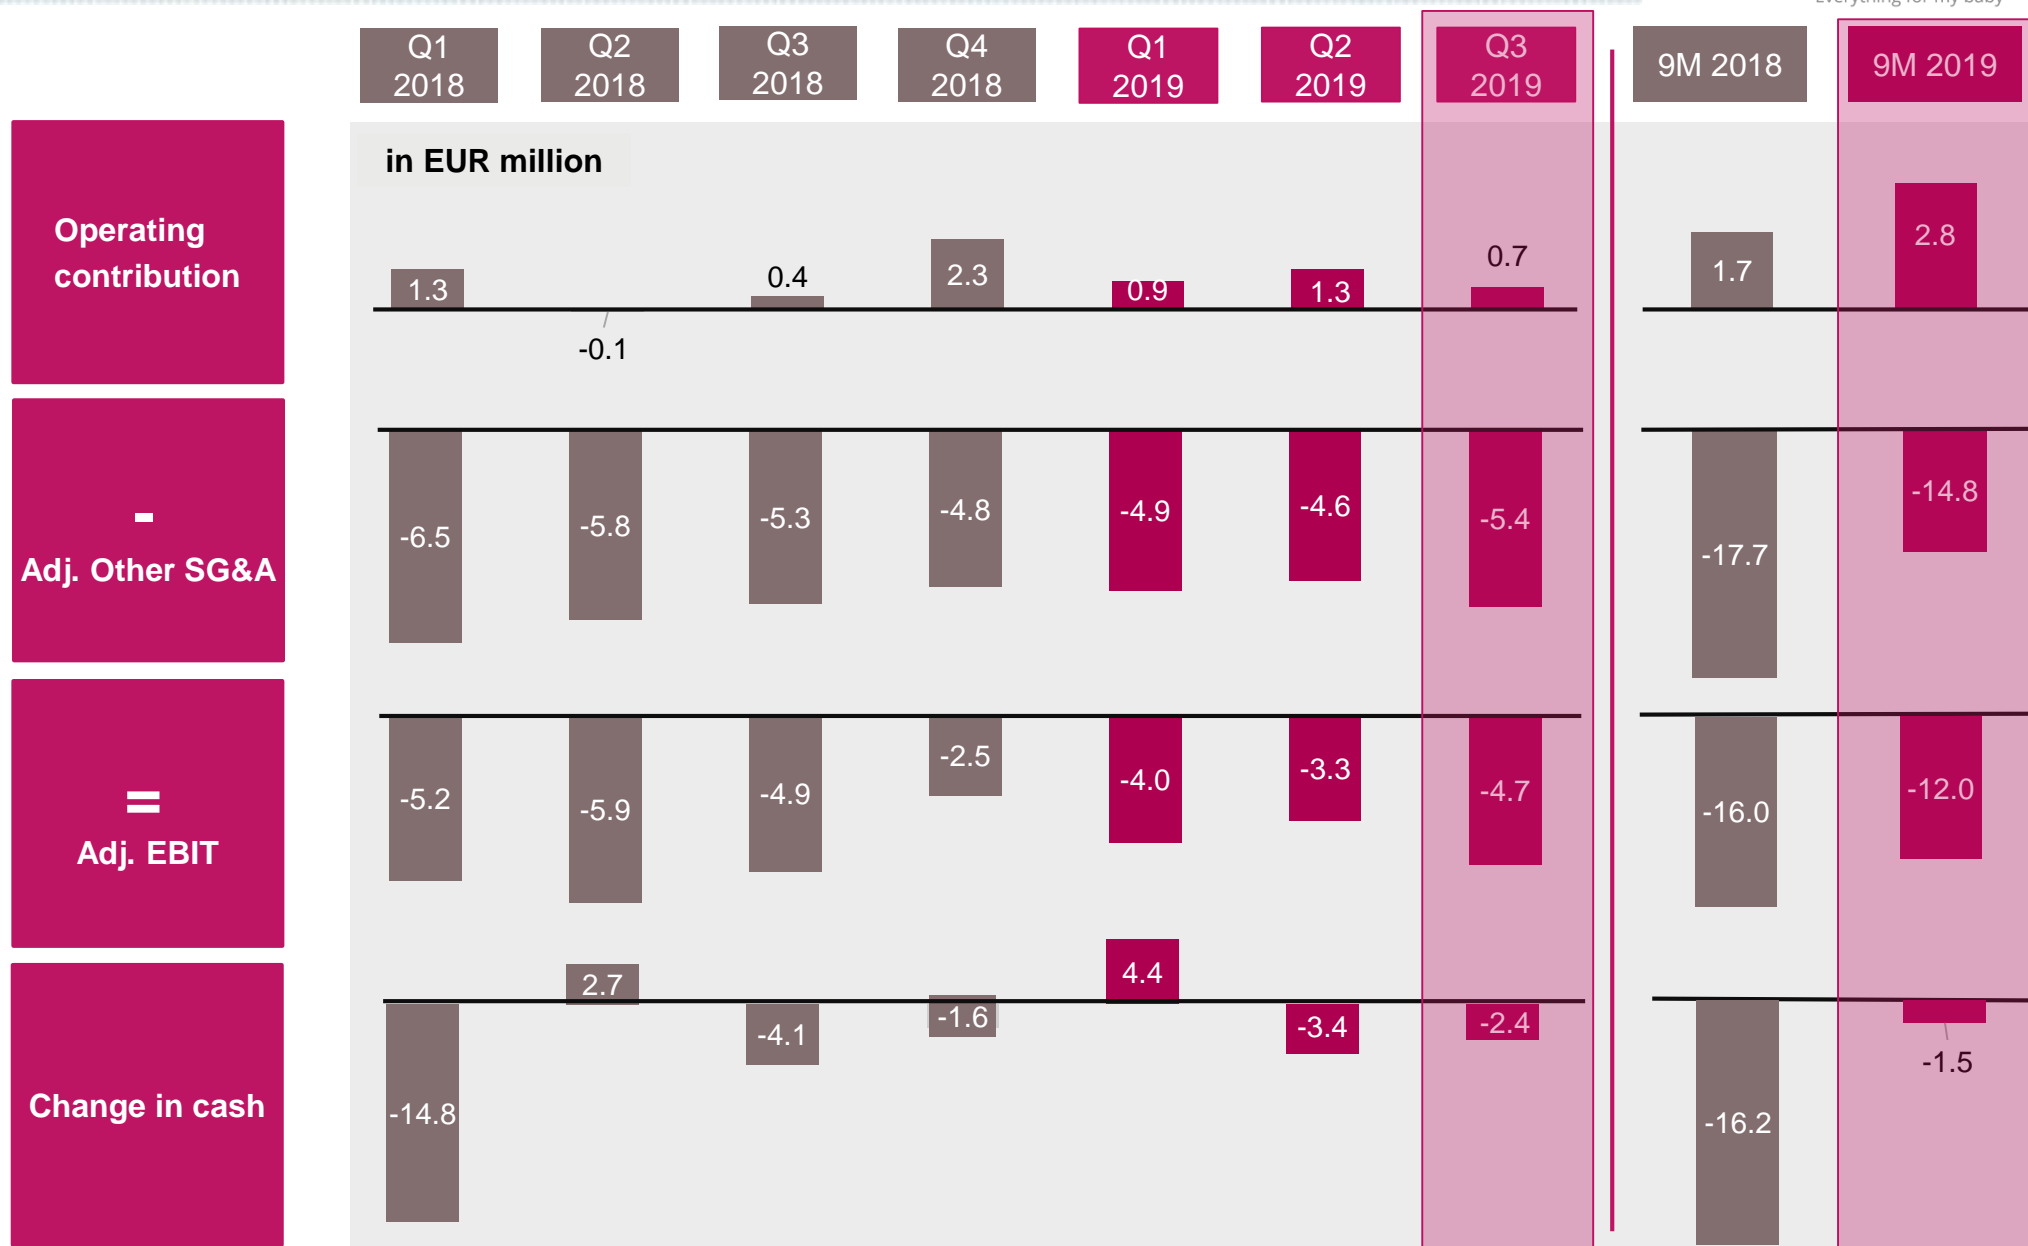 Everything for my baby
Q1
2018
Q2
2018
Q3
2018
Q4
2018
Q1
2019
Q2
2019
Q3
2019
9M 2018
9M 2019
in EUR million
Operating
contribution
1.3
-0.1
0.4
2.3
0.9
1.3
0.7
1.7
2.8
-
Adj. Other SG&A
-6.5
-5.8
-5.3
-4.8
-4.9
-4.6
-5.4
-17.7
-14.8
=
Adj. EBIT
-5.2
-5.9
-4.9
-2.5
-4.0
-3.3
-4.7
-16.0
-12.0
Change in cash
-14.8
2.7
-4.1
-1.6
4.4
-3.4
-2.4
-16.2
-1.5